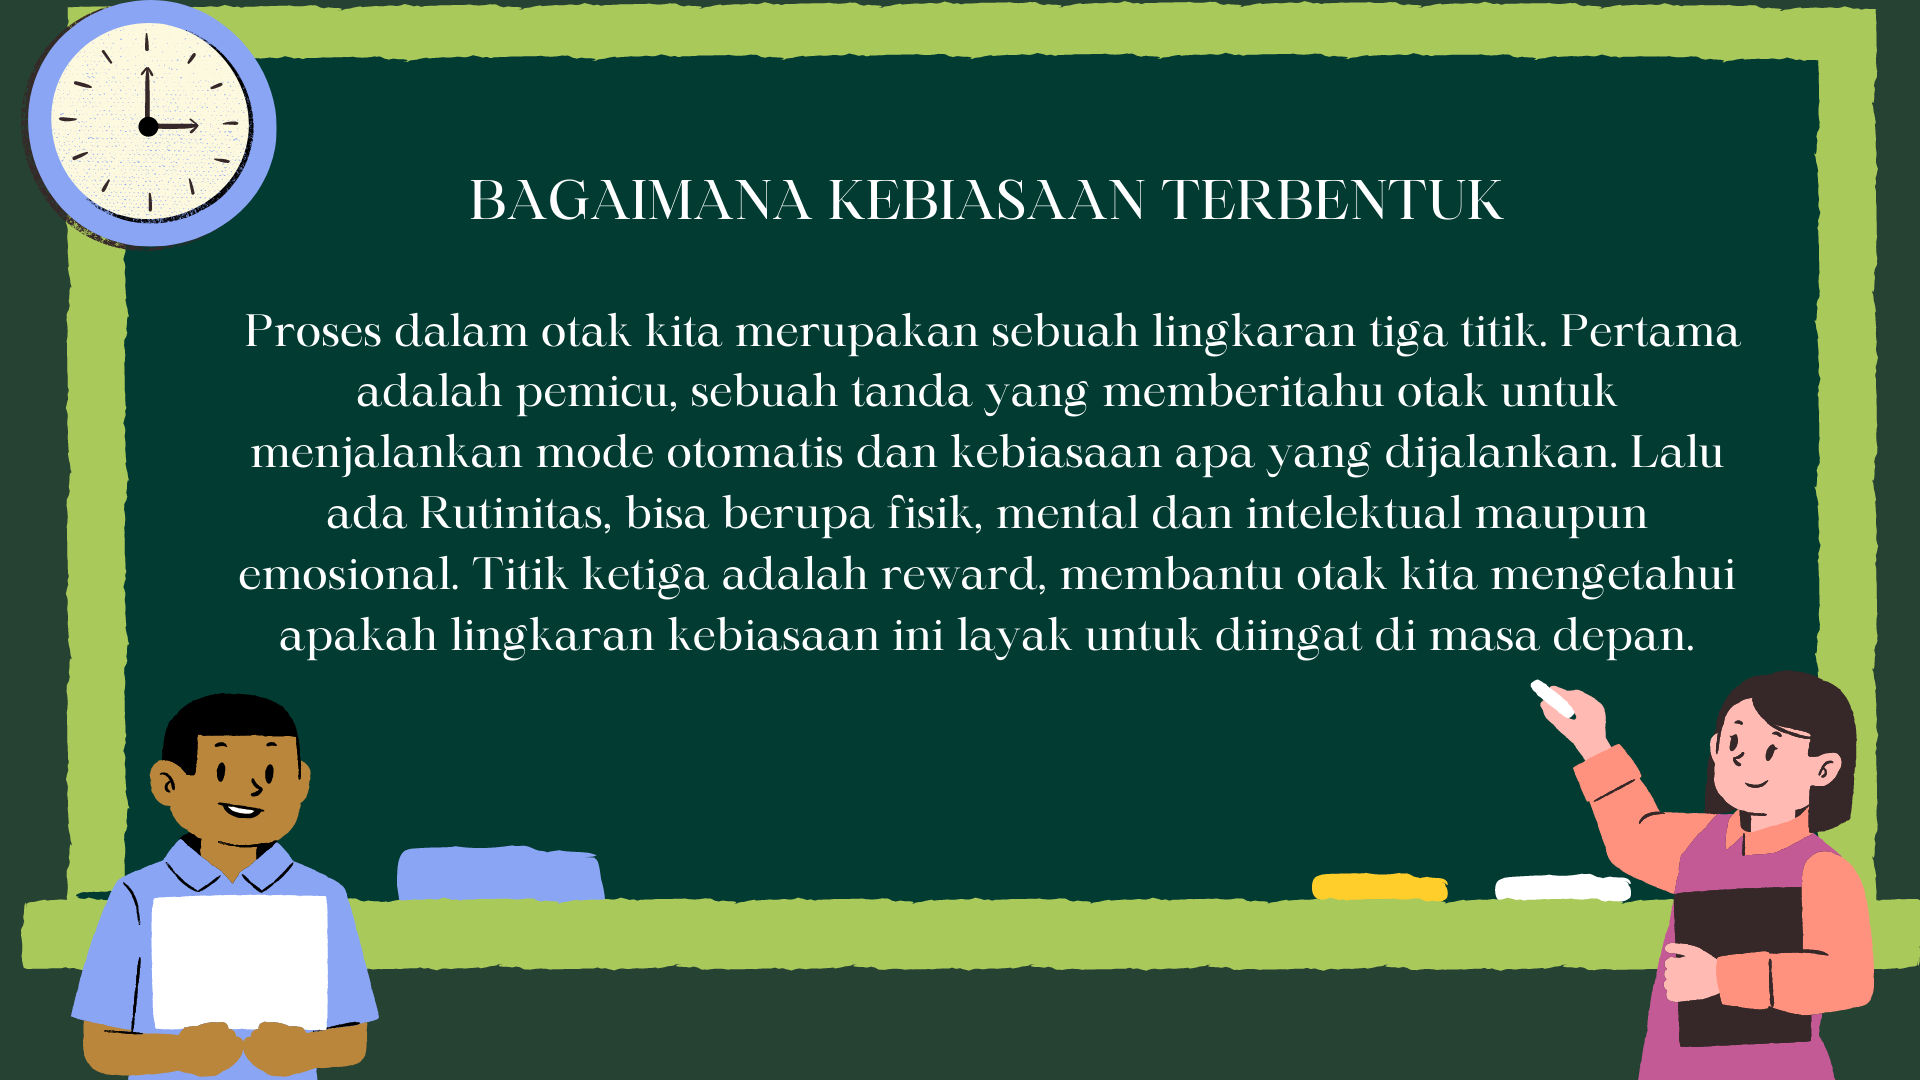 BAGAIMANA KEBIASAAN TERBENTUK
Proses dalam otak kita merupakan sebuah lingkaran tiga titik. Pertama
adalah pemicu, sebuah tanda yang memberitahu otak untuk
menjalankan mode otomatis dan kebiasaan apa yang dijalankan. Lalu
ada Rutinitas, bisa berupa fisik, mental dan intelektual maupun
emosional. Titik ketiga adalah reward, membantu otak kita mengetahui
apakah lingkaran kebiasaan ini layak untuk diingat di masa depan.